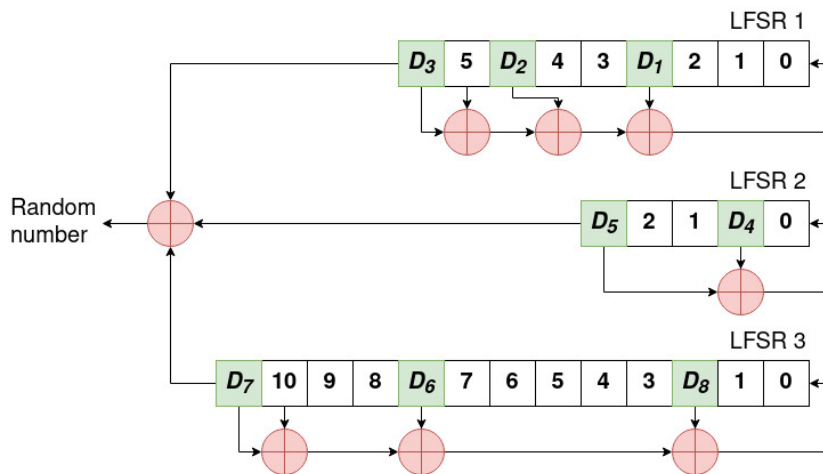 LFSR 1
D3 5 D2 4 3 D1 2 1 0
LFSR 2
Random
number
D5 2 1 D4 0
LFSR 3
D7 10 9 8 D6 7 6 5 4 3 D8 1 0